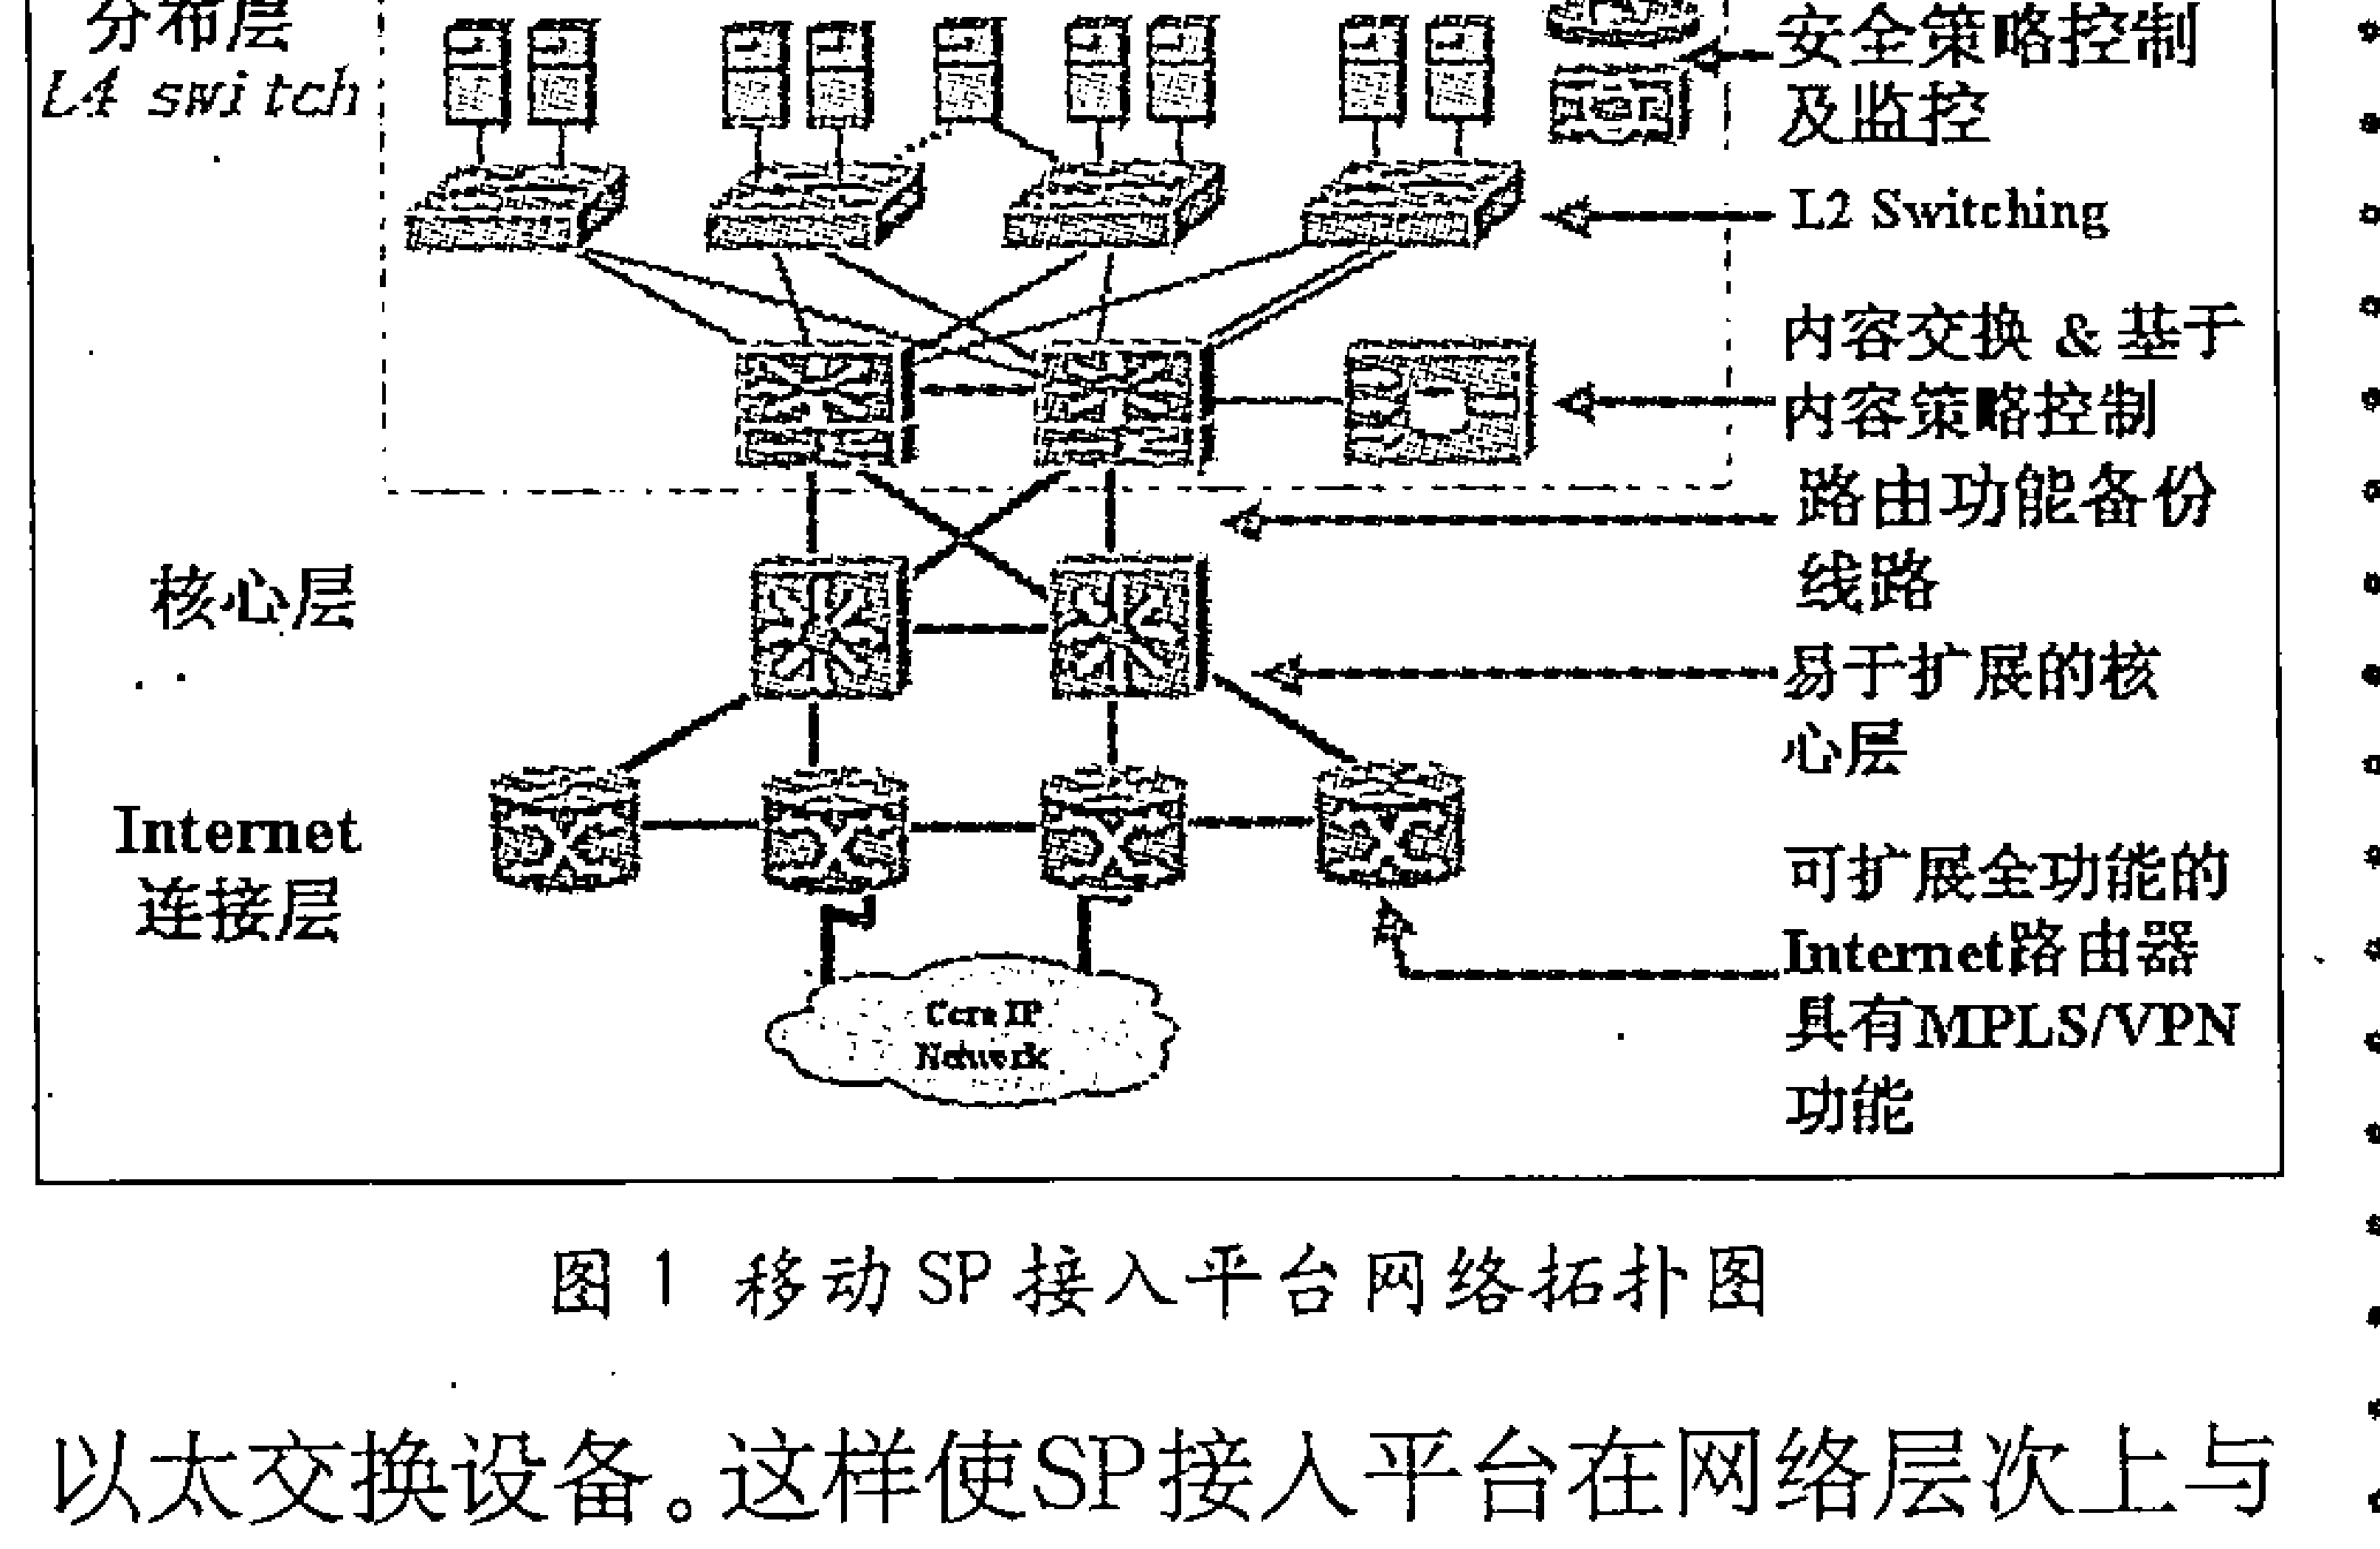 分布层
L4 switch
安全策略控制
及监控
L2 Switching
内容交换 & 基于
内容策略控制
路由功能备份
线路
核心层
易于扩展的核
心层
Internet
连接层
可扩展全功能的
Internet路由器
具有MPLS/VPN
功能
Core IP
Network
图 1 移动 SP 接入平台网络拓扑图
以太交换设备。这样使SP接入平台在网络层次上与